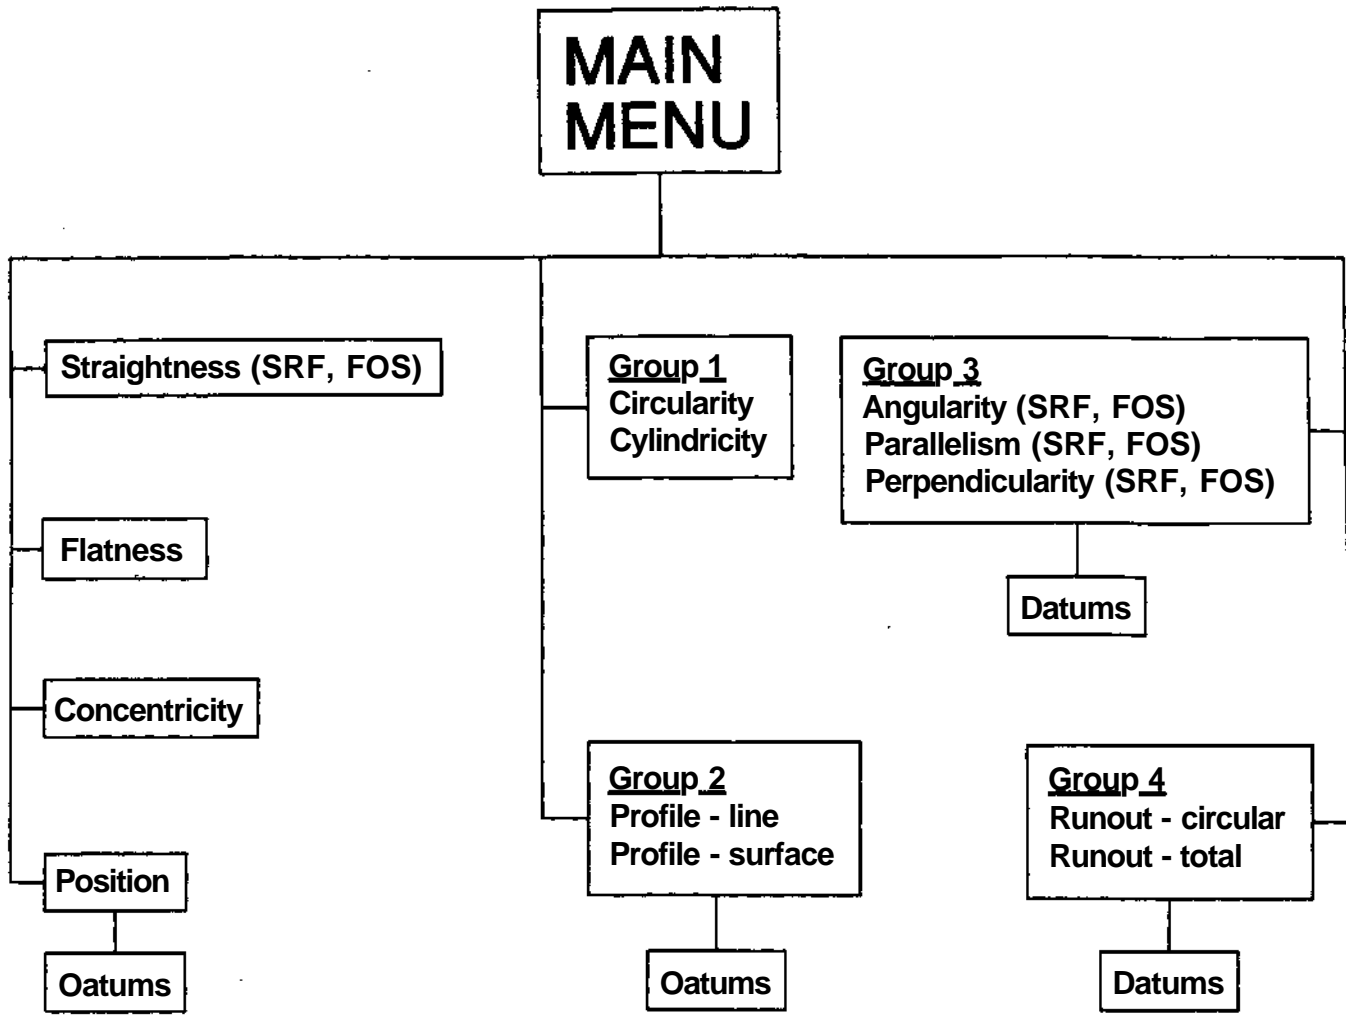 MAIN
MENU
Straightness (SRF, FOS)
Flatness
Concentricity
Position
Oatums
Group 1
Circularity
Cylindricity
Group 2
Profile - line
Profile - surface
Oatums
Group 3
Angularity (SRF, FOS)
Parallelism (SRF, FOS)
Perpendicularity (SRF, FOS)
Datums
Group 4
Runout - circular
Runout - total
Datums